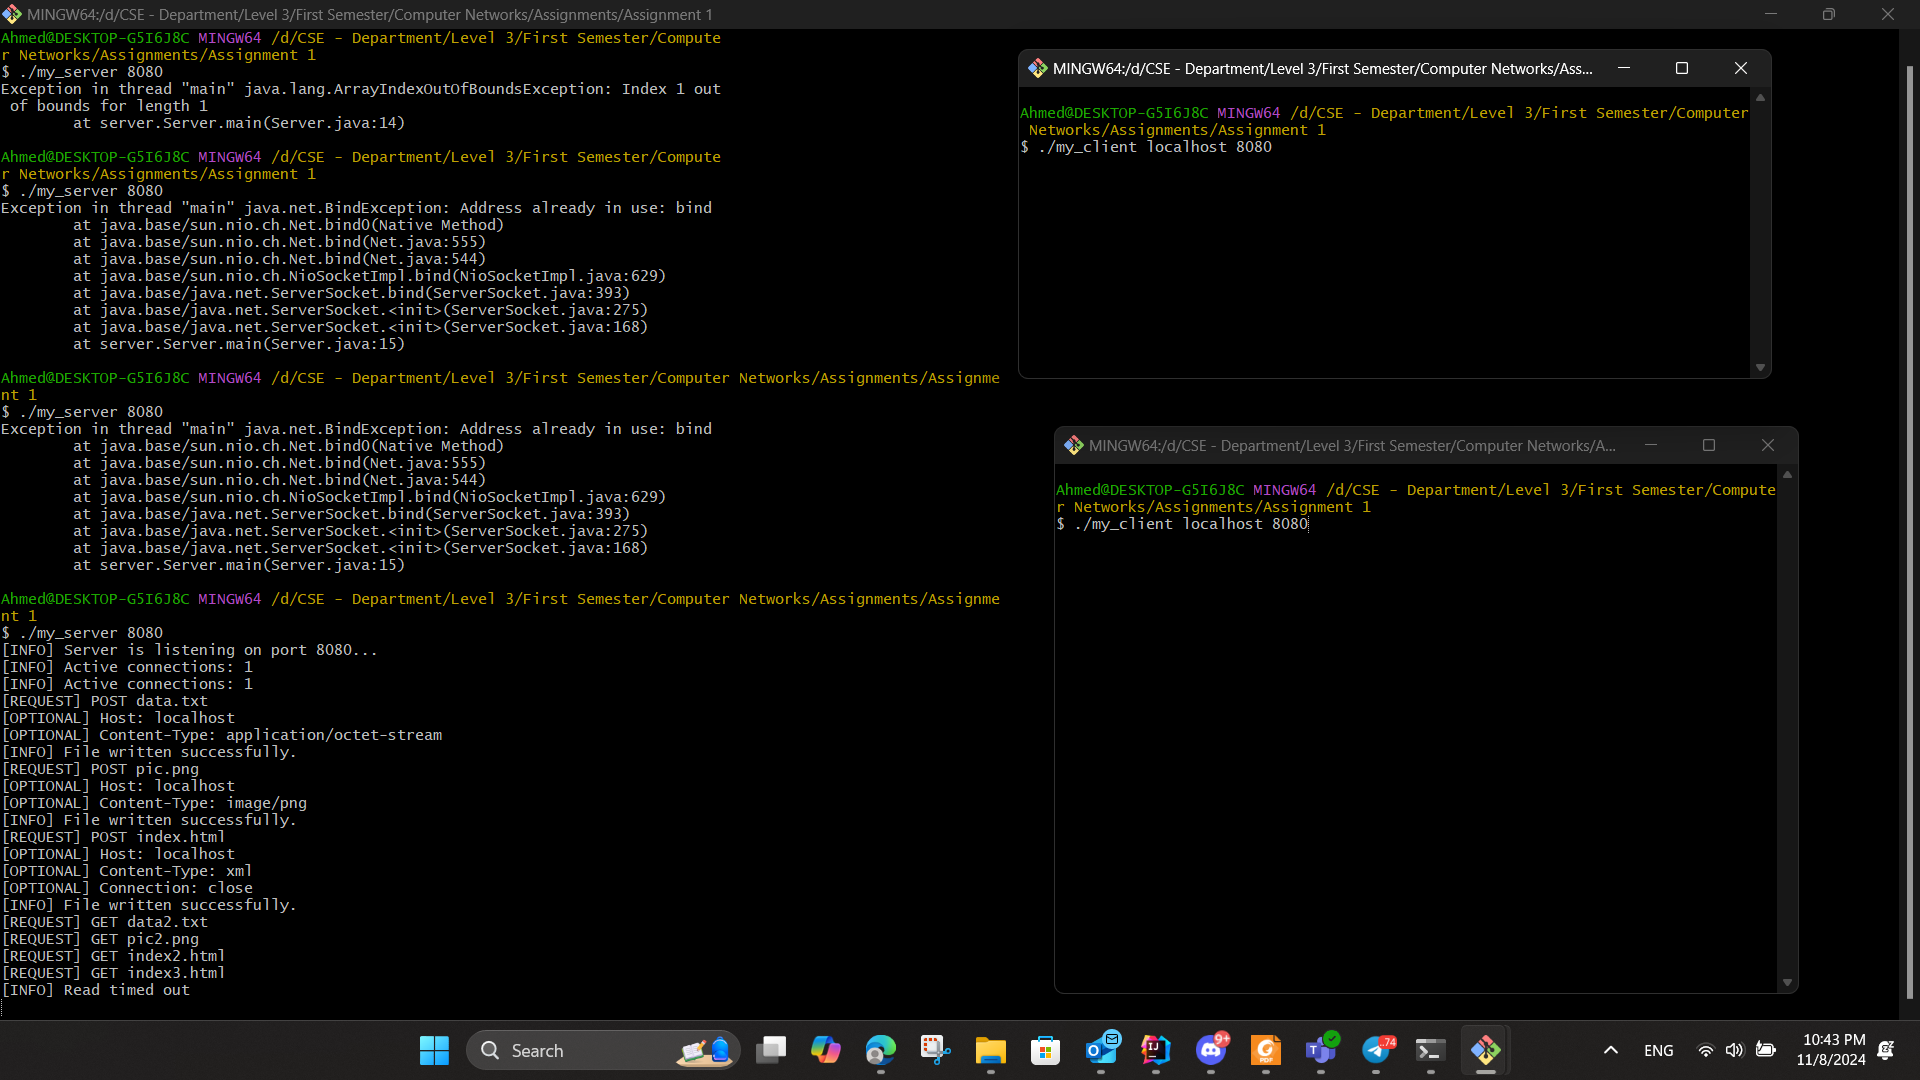 MINGW64:/d/CSE - Department/Level 3/First Semester/Computer Networks/Assignments/Assignment 1
Ahmed@DESKTOP-G5I6J8C MINGW64 /d/CSE - Department/Level 3/First Semester/Compute
r Networks/Assignments/Assignment 1
$ ./my_server 8080
Exception in thread "main" java.lang.ArrayIndexOutOfBoundsException: Index 1 out
 of bounds for length 1
        at server.Server.main(Server.java:14)
Ahmed@DESKTOP-G5I6J8C MINGW64 /d/CSE - Department/Level 3/First Semester/Compute
r Networks/Assignments/Assignment 1
$ ./my_server 8080
Exception in thread "main" java.net.BindException: Address already in use: bind
        at java.base/sun.nio.ch.Net.bind0(Native Method)
        at java.base/sun.nio.ch.Net.bind(Net.java:555)
        at java.base/sun.nio.ch.Net.bind(Net.java:544)
        at java.base/sun.nio.ch.NioSocketImpl.bind(NioSocketImpl.java:629)
        at java.base/java.net.ServerSocket.bind(ServerSocket.java:393)
        at java.base/java.net.ServerSocket.<init>(ServerSocket.java:275)
        at java.base/java.net.ServerSocket.<init>(ServerSocket.java:168)
        at server.Server.main(Server.java:15)
Ahmed@DESKTOP-G5I6J8C MINGW64 /d/CSE - Department/Level 3/First Semester/Computer Networks/Assignments/Assignme
nt 1
$ ./my_server 8080
Exception in thread "main" java.net.BindException: Address already in use: bind
        at java.base/sun.nio.ch.Net.bind0(Native Method)
        at java.base/sun.nio.ch.Net.bind(Net.java:555)
        at java.base/sun.nio.ch.Net.bind(Net.java:544)
        at java.base/sun.nio.ch.NioSocketImpl.bind(NioSocketImpl.java:629)
        at java.base/java.net.ServerSocket.bind(ServerSocket.java:393)
        at java.base/java.net.ServerSocket.<init>(ServerSocket.java:275)
        at java.base/java.net.ServerSocket.<init>(ServerSocket.java:168)
        at server.Server.main(Server.java:15)
Ahmed@DESKTOP-G5I6J8C MINGW64 /d/CSE - Department/Level 3/First Semester/Computer Networks/Assignments/Assignme
nt 1
$ ./my_server 8080
[INFO] Server is listening on port 8080...
[INFO] Active connections: 1
[INFO] Active connections: 1
[REQUEST] POST data.txt
[OPTIONAL] Host: localhost
[OPTIONAL] Content-Type: application/octet-stream
[INFO] File written successfully.
[REQUEST] POST pic.png
[OPTIONAL] Host: localhost
[OPTIONAL] Content-Type: image/png
[INFO] File written successfully.
[REQUEST] POST index.html
[OPTIONAL] Host: localhost
[OPTIONAL] Content-Type: xml
[OPTIONAL] Connection: close
[INFO] File written successfully.
[REQUEST] GET data2.txt
[REQUEST] GET pic2.png
[REQUEST] GET index2.html
[REQUEST] GET index3.html
[INFO] Read timed out
MINGW64:/d/CSE - Department/Level 3/First Semester/Computer Networks/Ass...
Ahmed@DESKTOP-G5I6J8C MINGW64 /d/CSE - Department/Level 3/First Semester/Computer
 Networks/Assignments/Assignment 1
$ ./my_client localhost 8080
MINGW64:/d/CSE - Department/Level 3/First Semester/Computer Networks/A...
Ahmed@DESKTOP-G5I6J8C MINGW64 /d/CSE - Department/Level 3/First Semester/Compute
r Networks/Assignments/Assignment 1
$ ./my_client localhost 8080
Search
9+
74
ENG
10:43 PM
11/8/2024